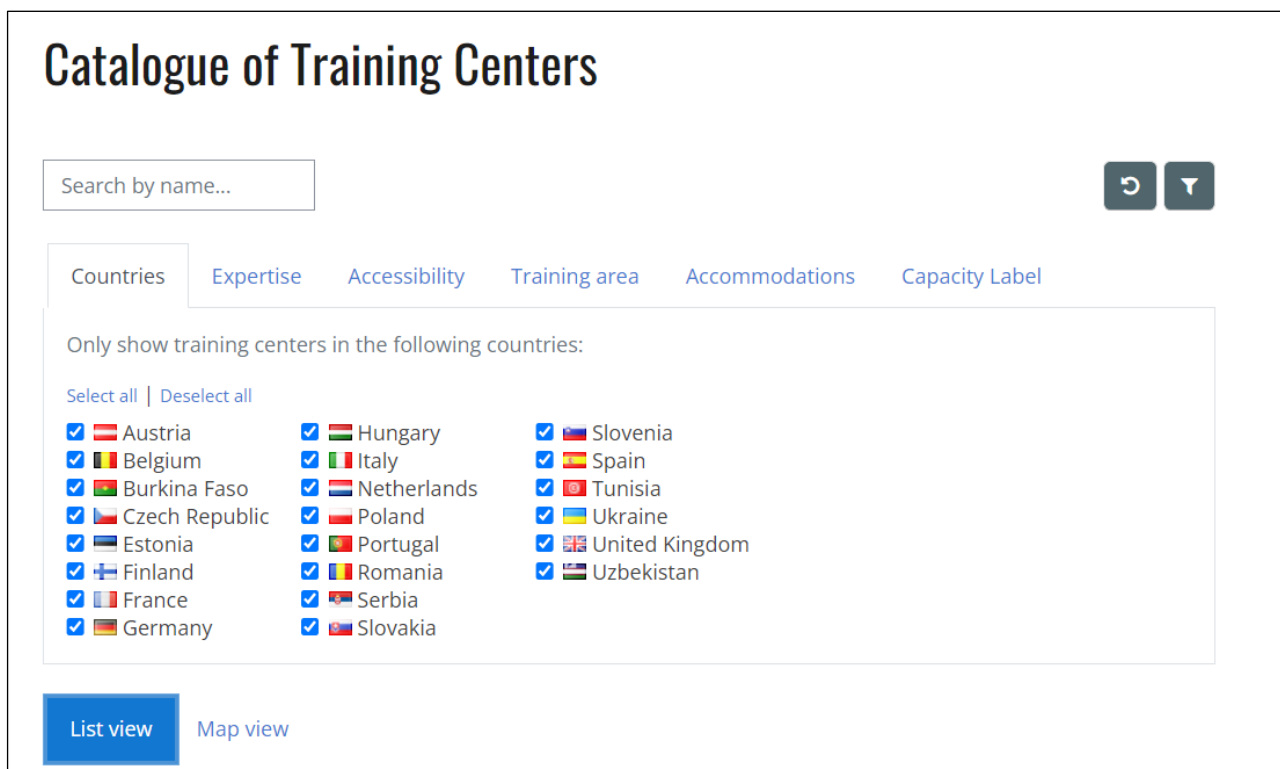 Catalogue of Training Centers
Search by name...
Countries Expertise Accessibility Training area Accommodations Capacity Label
Only show training centers in the following countries:
Select all | Deselect all
Austria Hungary Slovenia
Belgium Italy Spain
Burkina Faso Netherlands Tunisia
Czech Republic Poland Ukraine
Estonia Portugal United Kingdom
Finland Romania Uzbekistan
France Serbia
Germany Slovakia
List view Map view